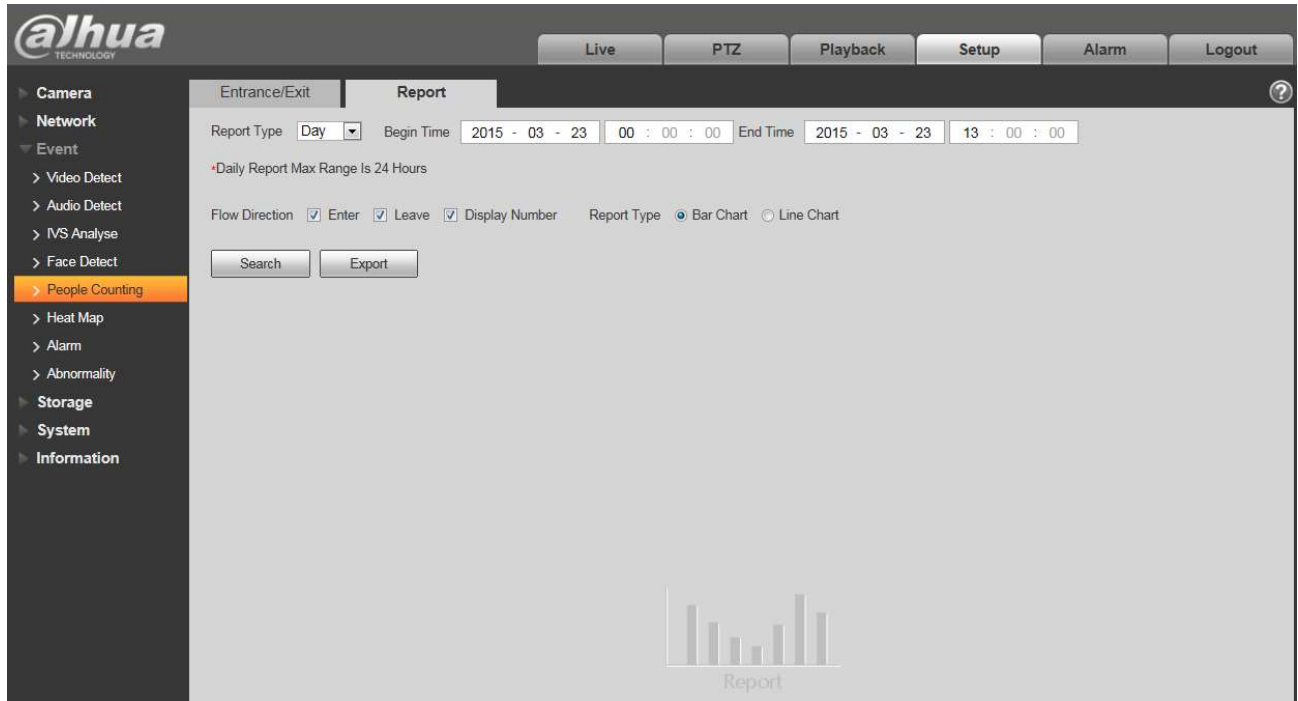 alhua
TECHNOLOGY
Live PTZ Playback Setup Alarm Logout
Camera
Network
Event
> Video Detect
> Audio Detect
> IVS Analyse
> Face Detect
> People Counting
> Heat Map
> Alarm
> Abnormality
Storage
System
Information
Entrance/Exit Report ?
Report Type Day Begin Time 2015 - 03 - 23 00 : 00 : 00 End Time 2015 - 03 - 23 13 : 00 : 00
*Daily Report Max Range Is 24 Hours
Flow Direction Enter Leave Display Number Report Type Bar Chart Line Chart
Search Export
Report